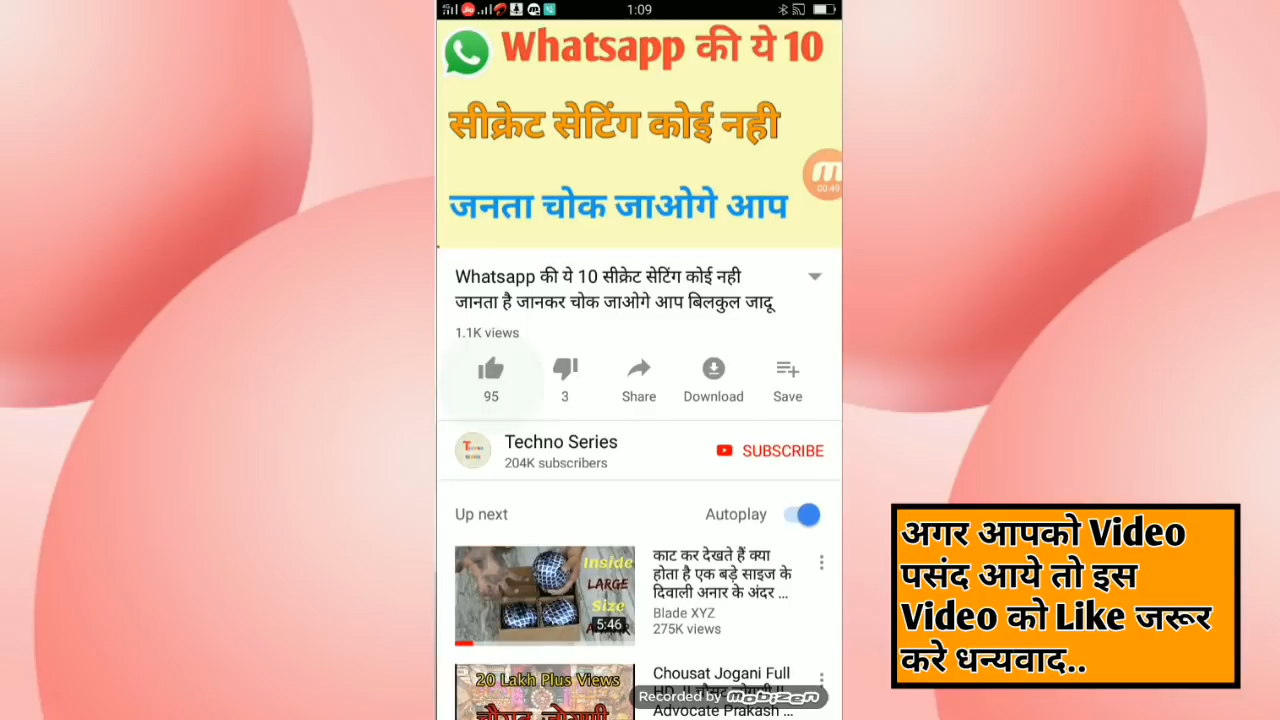 1:09
Whatsapp की ये 10
सीक्रेट सेटिंग कोई नही
00:49
जनता चोक जाओगे आप
Whatsapp की ये 10 सीक्रेट सेटिंग कोई नही
जानता है जानकर चोक जाओगे आप बिलकुल जादू
1.1K views
95 3 Share Download Save
Techno Series
204K subscribers
SUBSCRIBE
Up next Autoplay
Inside
LARGE
Size
5:46
काट कर देखते हैं क्या
होता है एक बड़े साइज के
दिवाली अनार के अंदर ...
Blade XYZ
275K views
20 Lakh Plus Views
Chousat Jogani Full
Advocate Prakash ...
Recorded by mobizen
अगर आपको Video
पसंद आये तो इस
Video को Like जरूर
करे धन्यवाद..